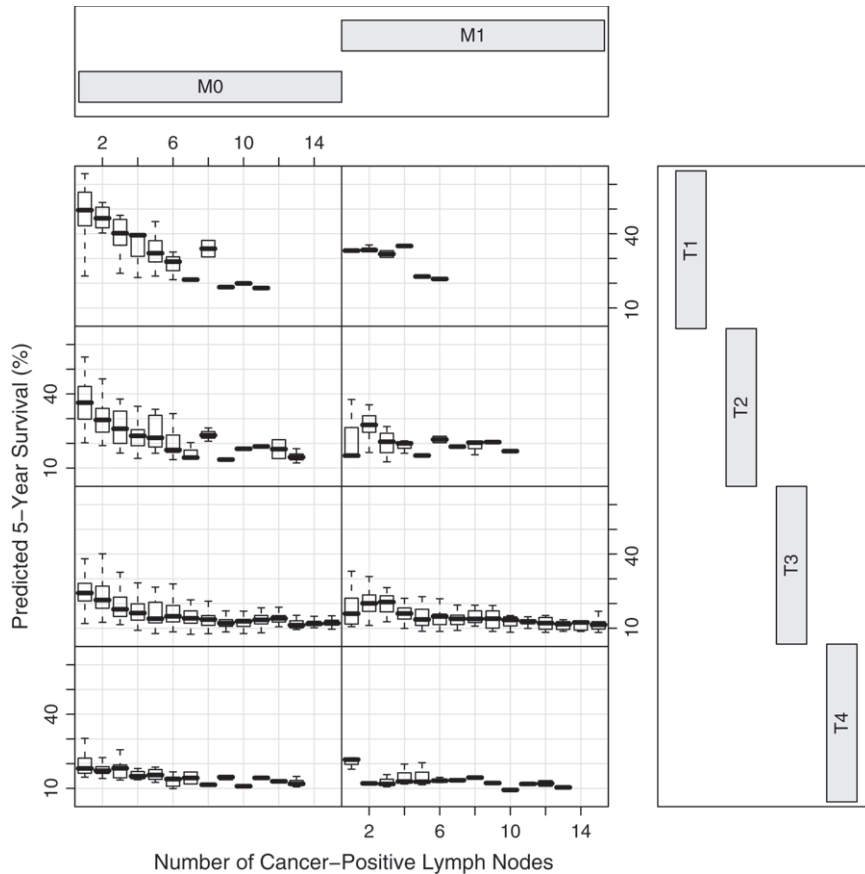 M1
M0
2 6 10 14
40
10
T1
40
10
T2
40
10
T3
40
10
T4
2 6 10 14
Predicted 5−Year Survival (%)
Number of Cancer−Positive Lymph Nodes